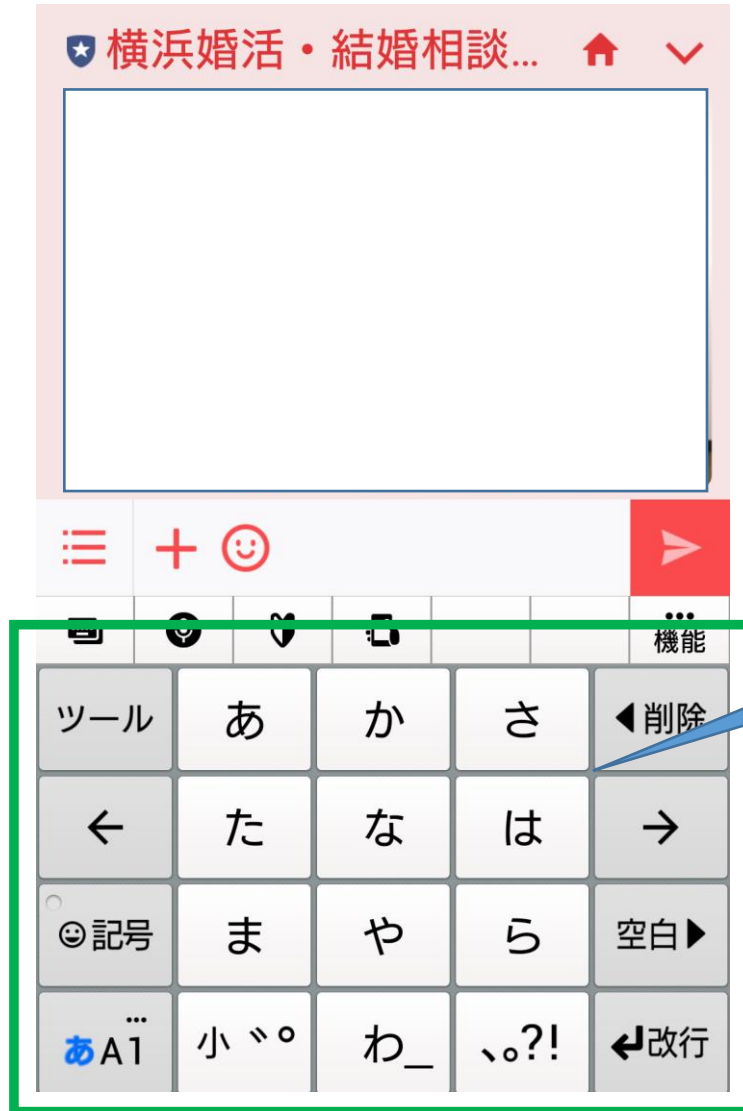 横浜婚活・結婚相談...
機能
ツール あ か さ ◀削除
← た な は →
記号 ま や ら 空白▶
あA1 小゛゜ わ_ 、。?! 改行